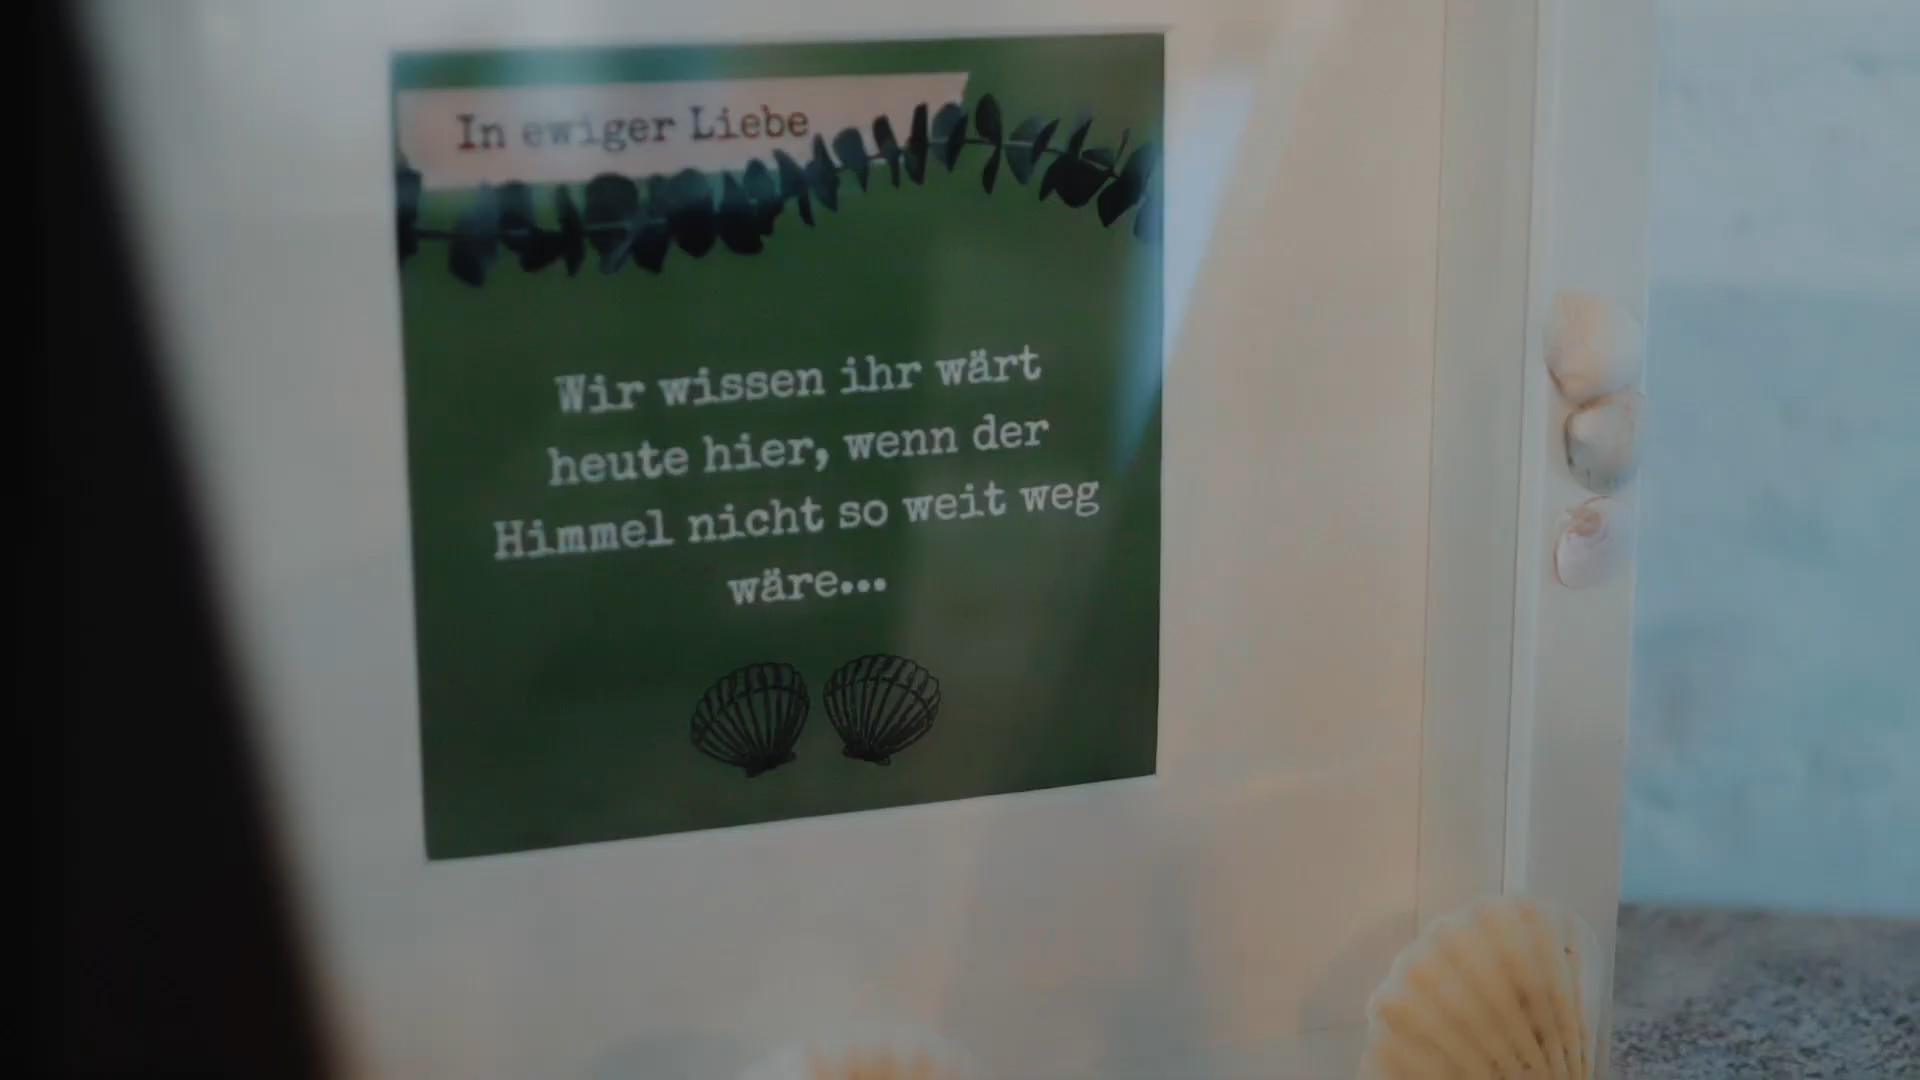 In ewiger Liebe
Wir wissen ihr wärt
heute hier, wenn der
Himmel nicht so weit weg
wäre...